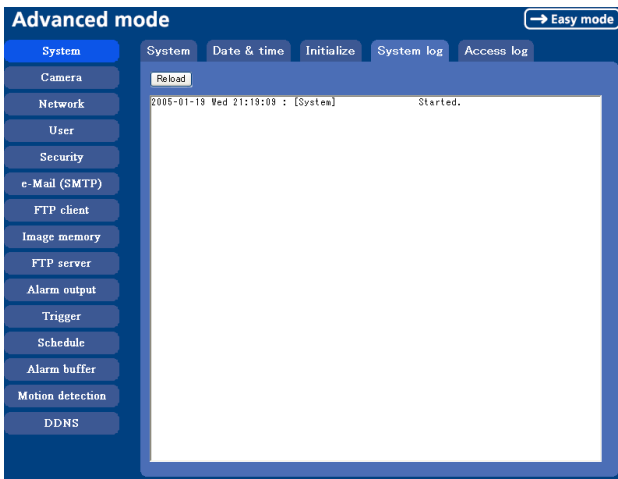 Advanced mode
→ Easy mode
System
Camera
Network
User
Security
e-Mail (SMTP)
FTP client
Image memory
FTP server
Alarm output
Trigger
Schedule
Alarm buffer
Motion detection
DDNS
System Date & time Initialize System log Access log
Reload
2005-01-19 Wed 21:19:09 : [System] Started.